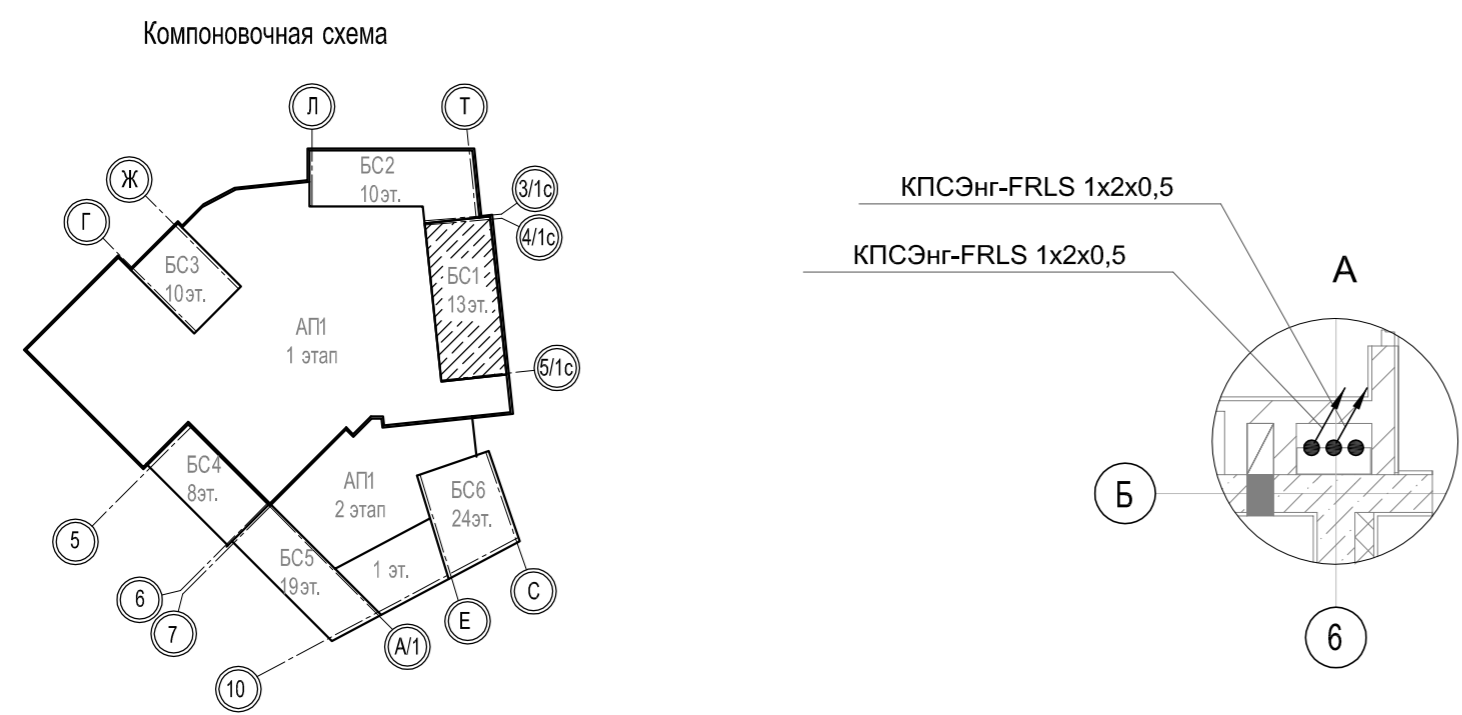 Компоновочная схема
Л
Т
Ж
Г
БС2
10эт.
3/1с
4/1с
БС3
10эт.
БС1
13эт.
АП1
1 этап
5/1с
БС4
8эт.
АП1
2 этап
БС6
24эт.
5
БС5
19эт.
1 эт.
6
7
С
Е
А/1
10
КПСЭнг-FRLS 1х2х0,5
КПСЭнг-FRLS 1х2х0,5
А
Б
6